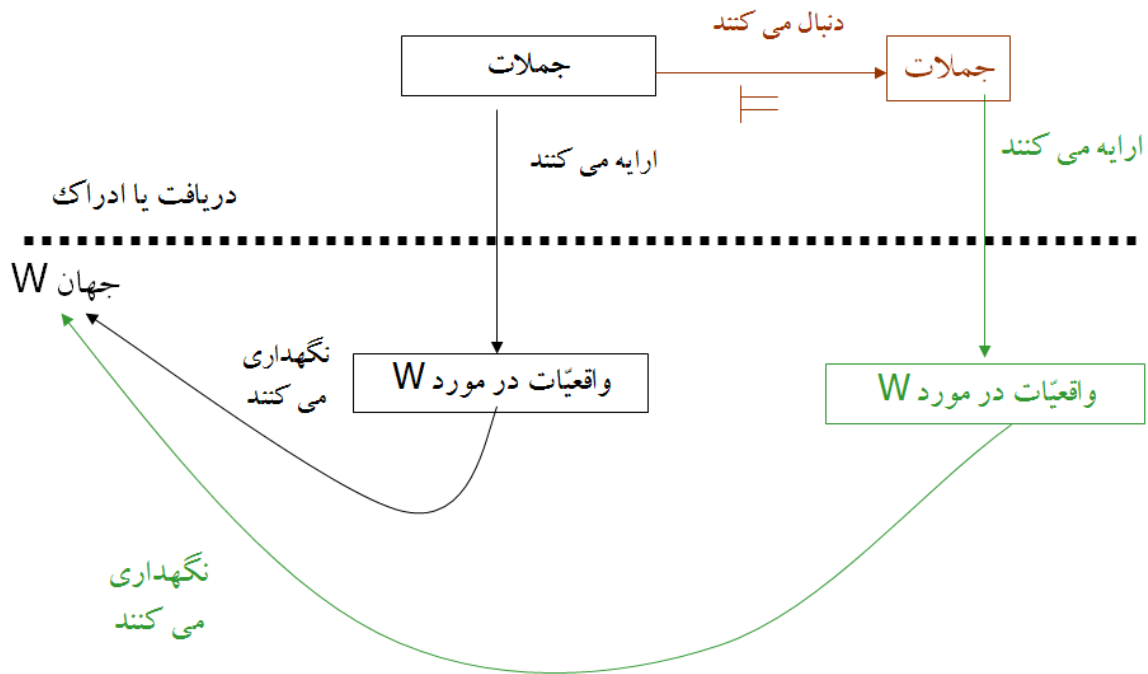 دنبال می کنند
جملات
جملات
ارایه می کنند
ارایه می کنند
دریافت یا ادراک
جهان W
نگهداری
می کنند
واقعیّات در مورد W
واقعیّات در مورد W
نگهداری
می کنند